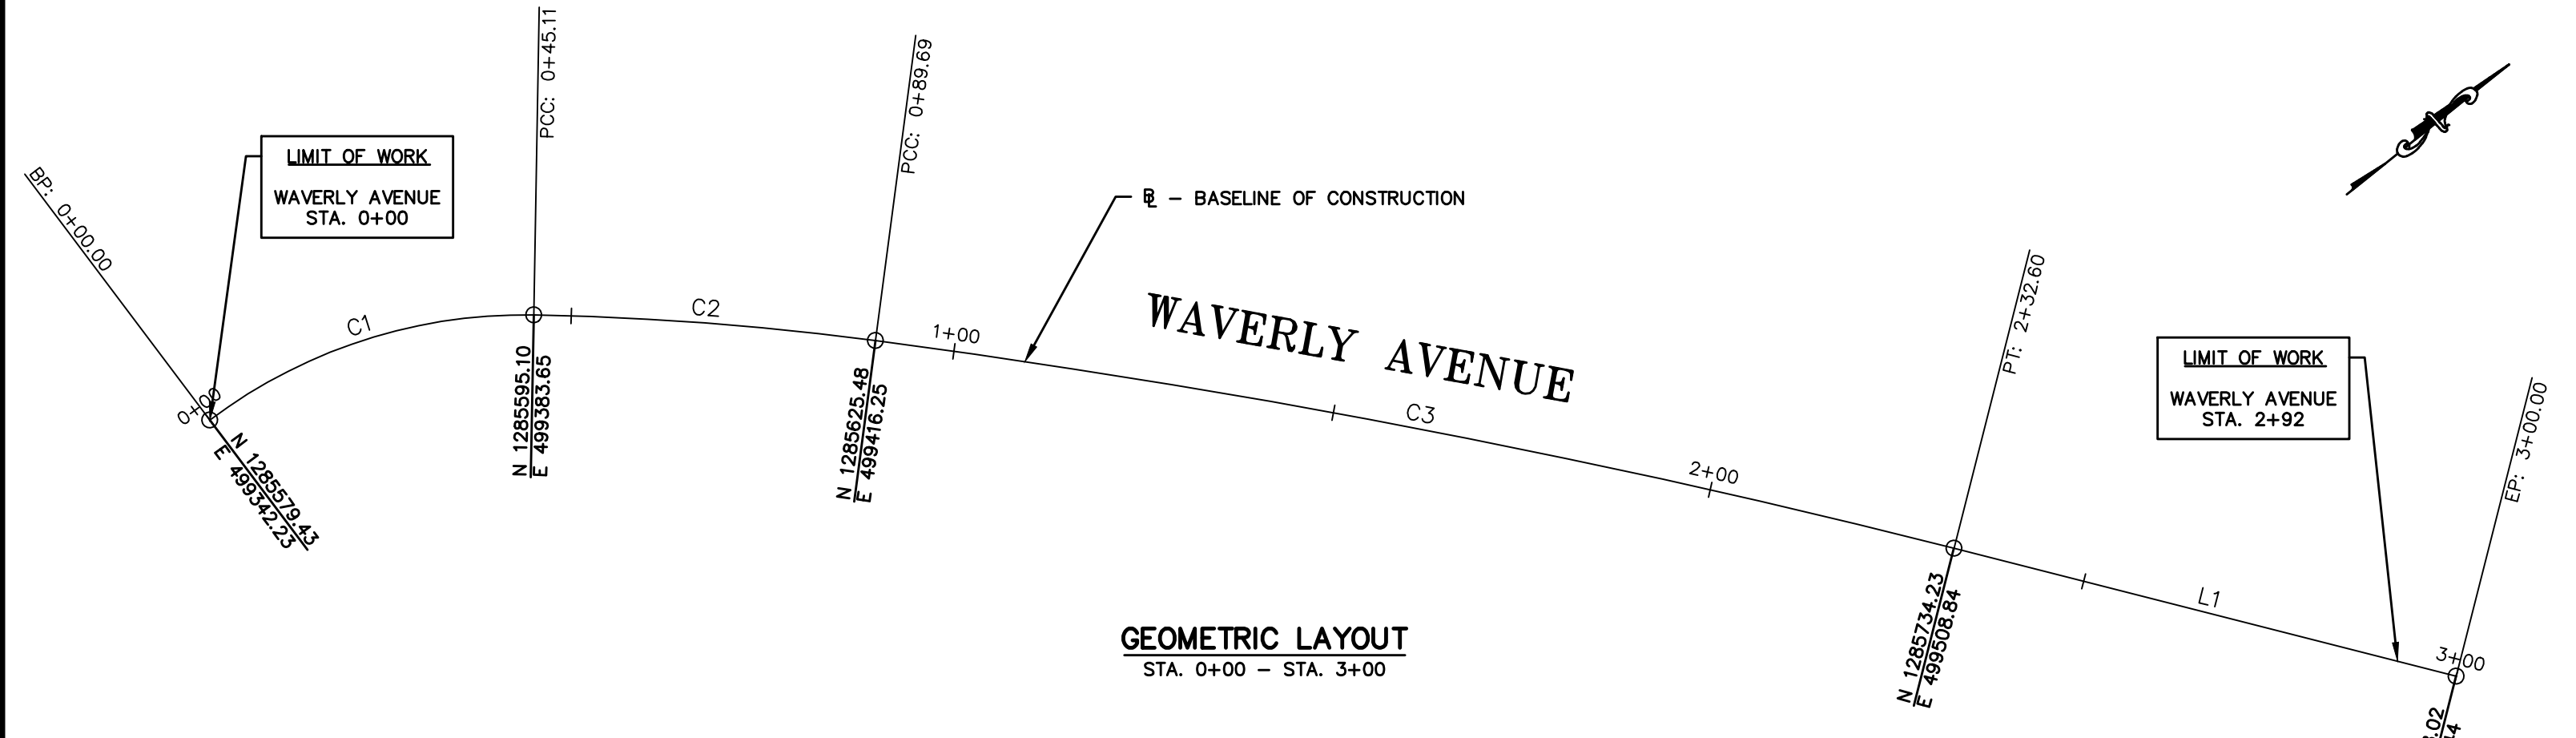 BP: 0+00.00
LIMIT OF WORK
WAVERLY AVENUE
STA. 0+00
0+00
N 1285579.43
E 499342.23
C1
PCC: 0+45.11
N 1285595.10
E 499383.65
C2
PCC: 0+89.69
N 1285625.48
E 499416.25
1+00
BL - BASELINE OF CONSTRUCTION
WAVERLY AVENUE
C3
2+00
PT: 2+32.60
N 1285734.23
E 499508.84
LIMIT OF WORK
WAVERLY AVENUE
STA. 2+92
L1
EP: 3+00.00
3+00
GEOMETRIC LAYOUT
STA. 0+00 - STA. 3+00